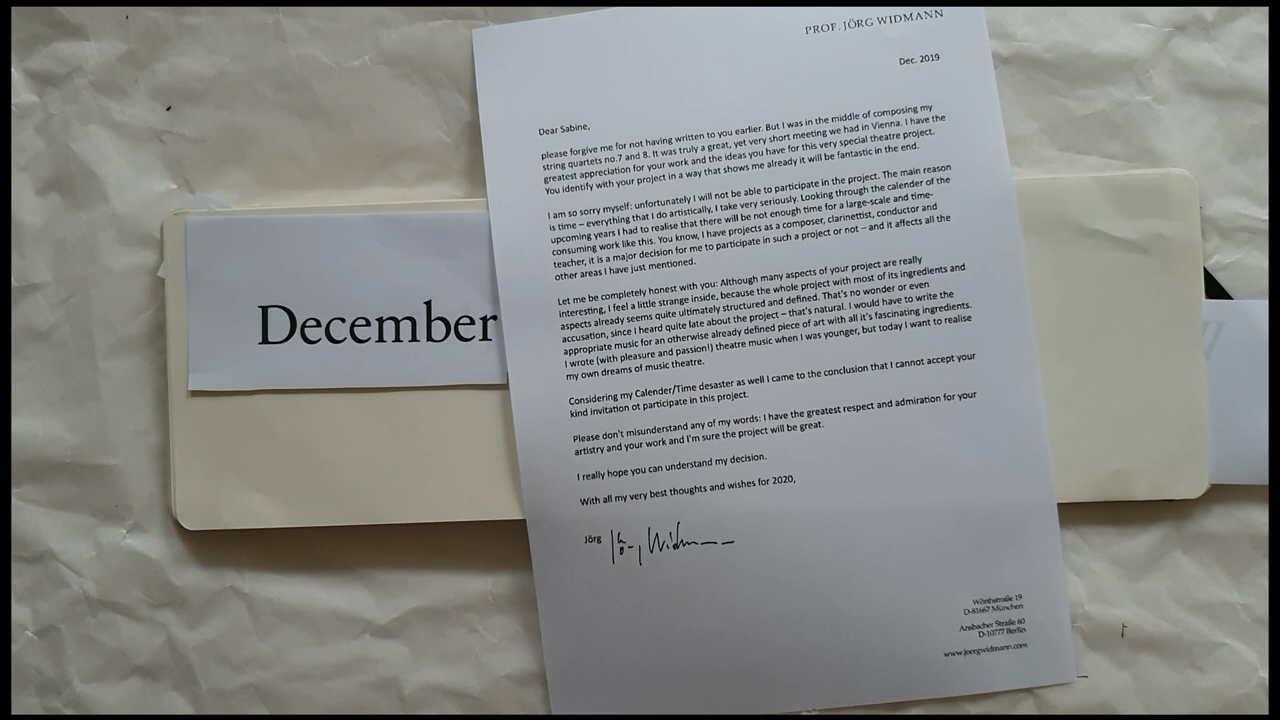 PROF. JÖRG WIDMANN
Dec. 2019
Dear Sabine,
please forgive me for not having written to you earlier. But I was in the middle of composing my
string quartets no.7 and 8. It was truly a great, yet very short meeting we had in Vienna. I have the
greatest appreciation for your work and the ideas you have for this very special theatre project.
You identify with your project in a way that shows me already it will be fantastic in the end.
I am so sorry myself: unfortunately I will not be able to participate in the project. The main reason
is time – everything that I do artistically, I take very seriously. Looking through the calender of the
upcoming years I had to realise that there will be not enough time for a large-scale and time-
consuming work like this. You know, I have projects as a composer, clarinettist, conductor and
teacher, it is a major decision for me to participate in such a project or not – and it affects all the
other areas I have just mentioned.
Let me be completely honest with you: Although many aspects of your project are really
interesting, I feel a little strange inside, because the whole project with most of its ingredients and
aspects already seems quite ultimately structured and defined. That's no wonder or even
accusation, since I heard quite late about the project – that's natural. I would have to write the
appropriate music for an otherwise already defined piece of art with all it's fascinating ingredients.
I wrote (with pleasure and passion!) theatre music when I was younger, but today I want to realise
my own dreams of music theatre.
Considering my Calender/Time desaster as well I came to the conclusion that I cannot accept your
kind invitation ot participate in this project.
Please don't misunderstand any of my words: I have the greatest respect and admiration for your
artistry and your work and I'm sure the project will be great.
I really hope you can understand my decision.
With all my very best thoughts and wishes for 2020,
Jörg Jörg Widmann
Wörthstraße 19
D-81667 München
Ansbacher Straße 60
D-10777 Berlin
www.joergwidmann.com
December